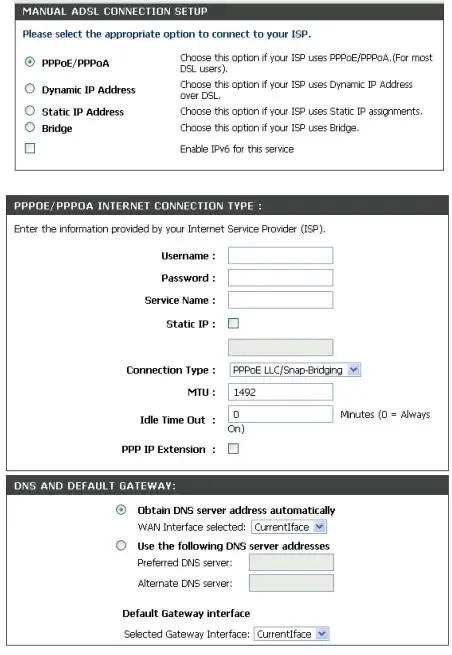 MANUAL ADSL CONNECTION SETUP
Please select the appropriate option to connect to your ISP.
PPPoE/PPPoA
Choose this option if your ISP uses PPPoE/PPPoA.(For most
DSL users).
Dynamic IP Address
Choose this option if your ISP uses Dynamic IP Address
over DSL.
Static IP Address
Choose this option if your ISP uses Static IP assignments.
Bridge
Choose this option if your ISP uses Bridge.
Enable IPv6 for this service
PPPOE/PPPOA INTERNET CONNECTION TYPE :
Enter the information provided by your Internet Service Provider (ISP).
Username :
Password :
Service Name :
Static IP :
Connection Type : PPPoE LLC/Snap-Bridging
MTU : 1492
Idle Time Out : 0 Minutes (0 = Always
On)
PPP IP Extension :
DNS AND DEFAULT GATEWAY:
Obtain DNS server address automatically
WAN Interface selected: CurrentIface
Use the following DNS server addresses
Preferred DNS server:
Alternate DNS server:
Default Gateway interface
Selected Gateway Interface: CurrentIface